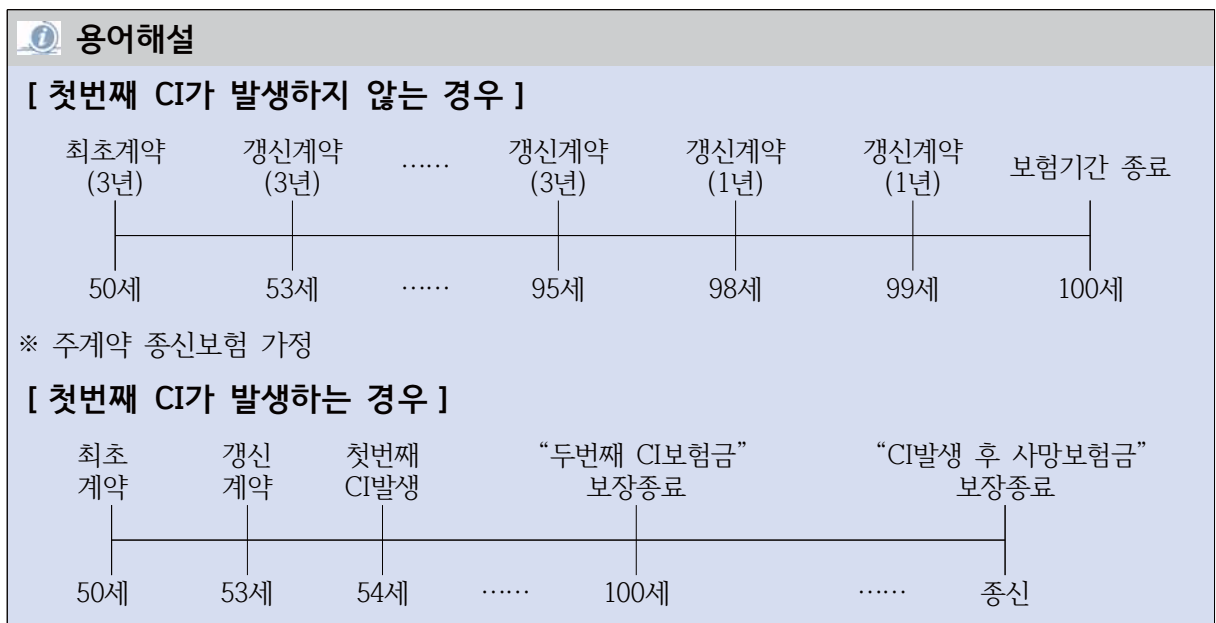 용어해설
[ 첫번째 CI가 발생하지 않는 경우 ]
최초계약 갱신계약 …… 갱신계약 갱신계약 갱신계약 보험기간 종료
(3년) (3년) (3년) (1년) (1년)
50세 53세 …… 95세 98세 99세 100세
※ 주계약 종신보험 가정
[ 첫번째 CI가 발생하는 경우 ]
최초 갱신 첫번째 “두번째 CI보험금” “CI발생 후 사망보험금”
계약 계약 CI발생 보장종료 보장종료
50세 53세 54세 …… 100세 …… 종신